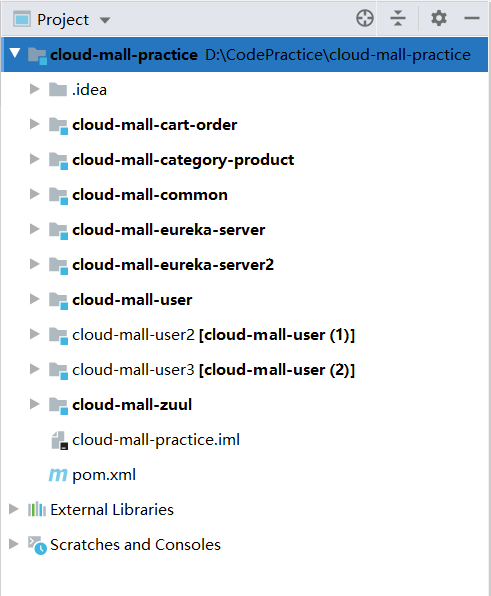 Project
cloud-mall-practice D:\CodePractice\cloud-mall-practice
.idea
cloud-mall-cart-order
cloud-mall-category-product
cloud-mall-common
cloud-mall-eureka-server
cloud-mall-eureka-server2
cloud-mall-user
cloud-mall-user2 [cloud-mall-user (1)]
cloud-mall-user3 [cloud-mall-user (2)]
cloud-mall-zuul
cloud-mall-practice.iml
m pom.xml
External Libraries
Scratches and Consoles